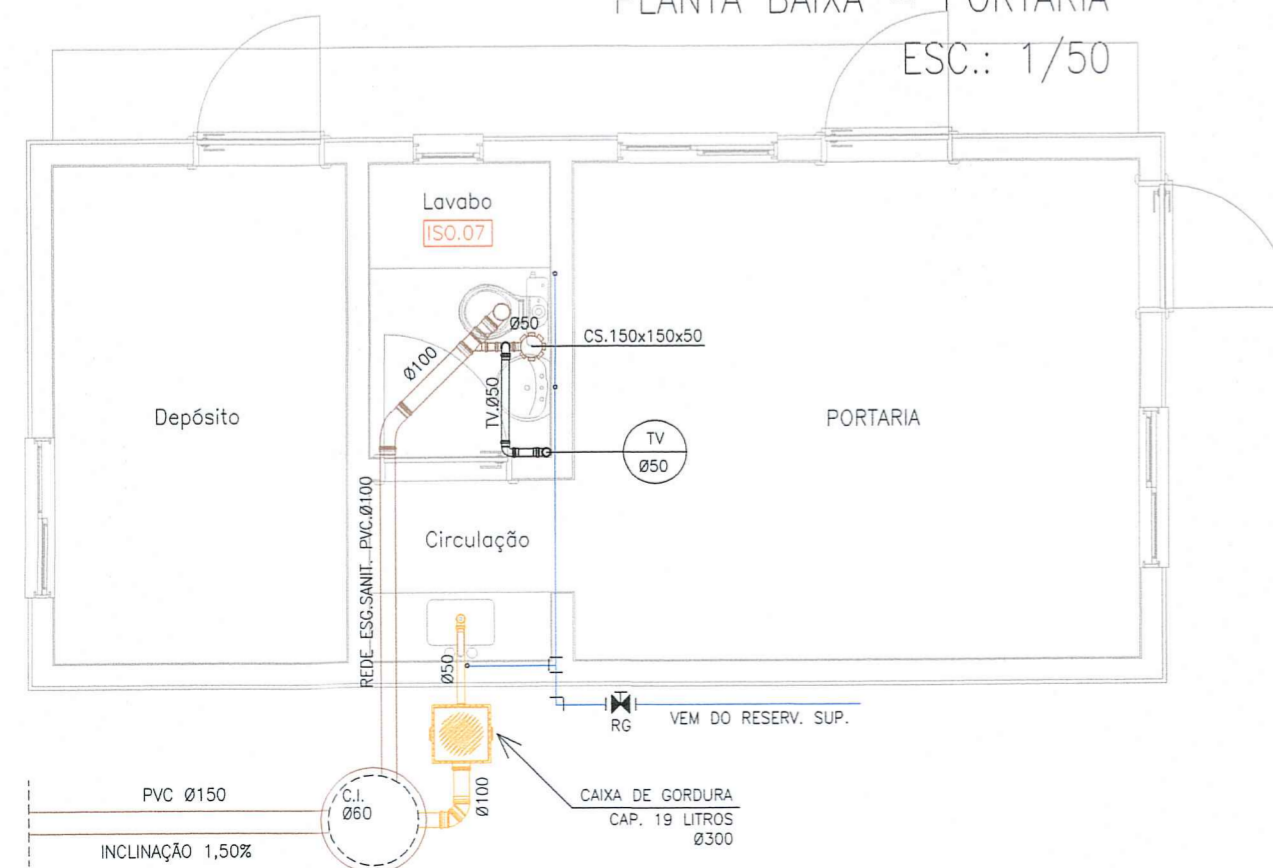 PLANTA BAIXA - PORTARIA
ESC.: 1/50
Lavabo
ISO.07
Ø50
CS.150x150x50
Ø100
TV.Ø50
Depósito
PORTARIA
TV
Ø50
REDE ESG.SANIT. PVC.Ø100
Circulação
Ø50
RG
VEM DO RESERV. SUP.
PVC Ø150
C.I.
Ø60
Ø100
CAIXA DE GORDURA
CAP. 19 LITROS
Ø300
INCLINAÇÃO 1,50%